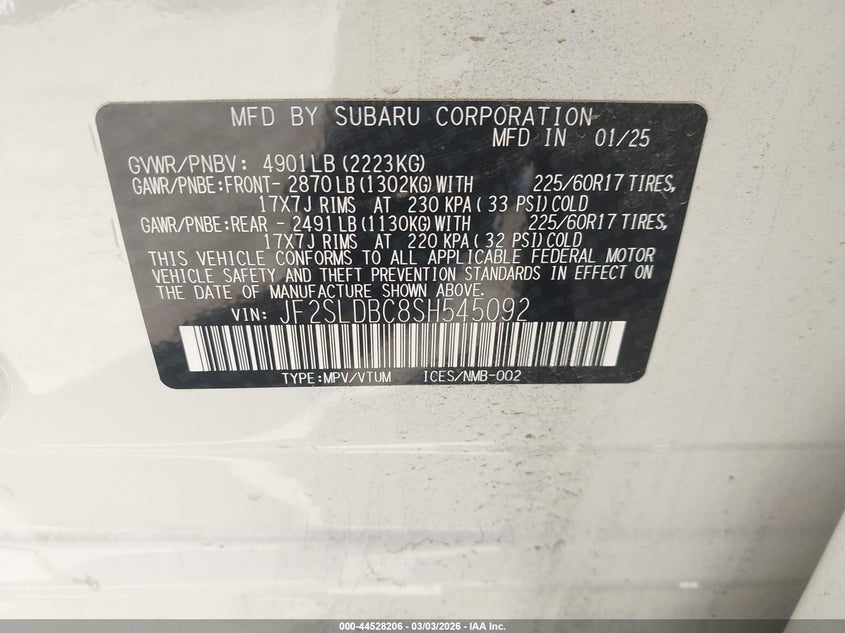 MFD BY SUBARU CORPORATION
MFD IN 01/25
GVWR/PNBV: 4901LB (2223KG)
GAWR/PNBE:FRONT- 2870 LB (1302KG) WITH 225/60R17 TIRES,
17X7J RIMS AT 230 KPA ( 33 PSI) COLD
GAWR/PNBE:REAR - 2491 LB (1130KG) WITH 225/60R17 TIRES,
17X7J RIMS AT 220 KPA ( 32 PSI) COLD
THIS VEHICLE CONFORMS TO ALL APPLICABLE FEDERAL MOTOR
VEHICLE SAFETY AND THEFT PREVENTION STANDARDS IN EFFECT ON
THE DATE OF MANUFACTURE SHOWN ABOVE.
VIN: JF2SLDBC8SH545092
TYPE:MPV/VTUM ICES/NMB-002
000-44528206 - 03/03/2026 - IAA Inc.